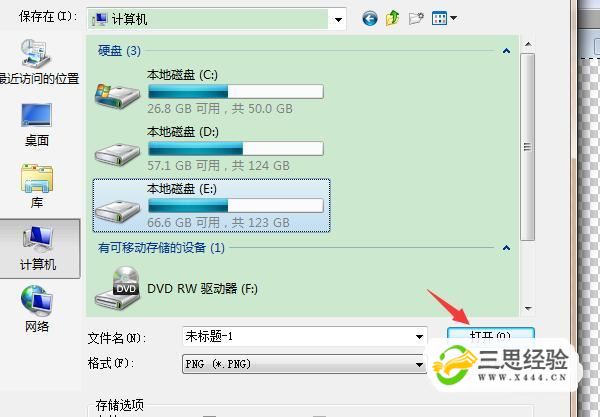 保存在(I):
计算机
硬盘 (3)
本地磁盘 (C:)
26.8 GB 可用，共 50.0 GB
本地磁盘 (D:)
57.1 GB 可用，共 124 GB
本地磁盘 (E:)
66.6 GB 可用，共 123 GB
有可移动存储的设备 (1)
DVD
DVD RW 驱动器 (F:)
最近访问的位置
桌面
库
计算机
网络
文件名(N):
未标题-1
打开(O)
格式(F):
PNG (*.PNG)
存储选项
三思经验
www.x444.cn